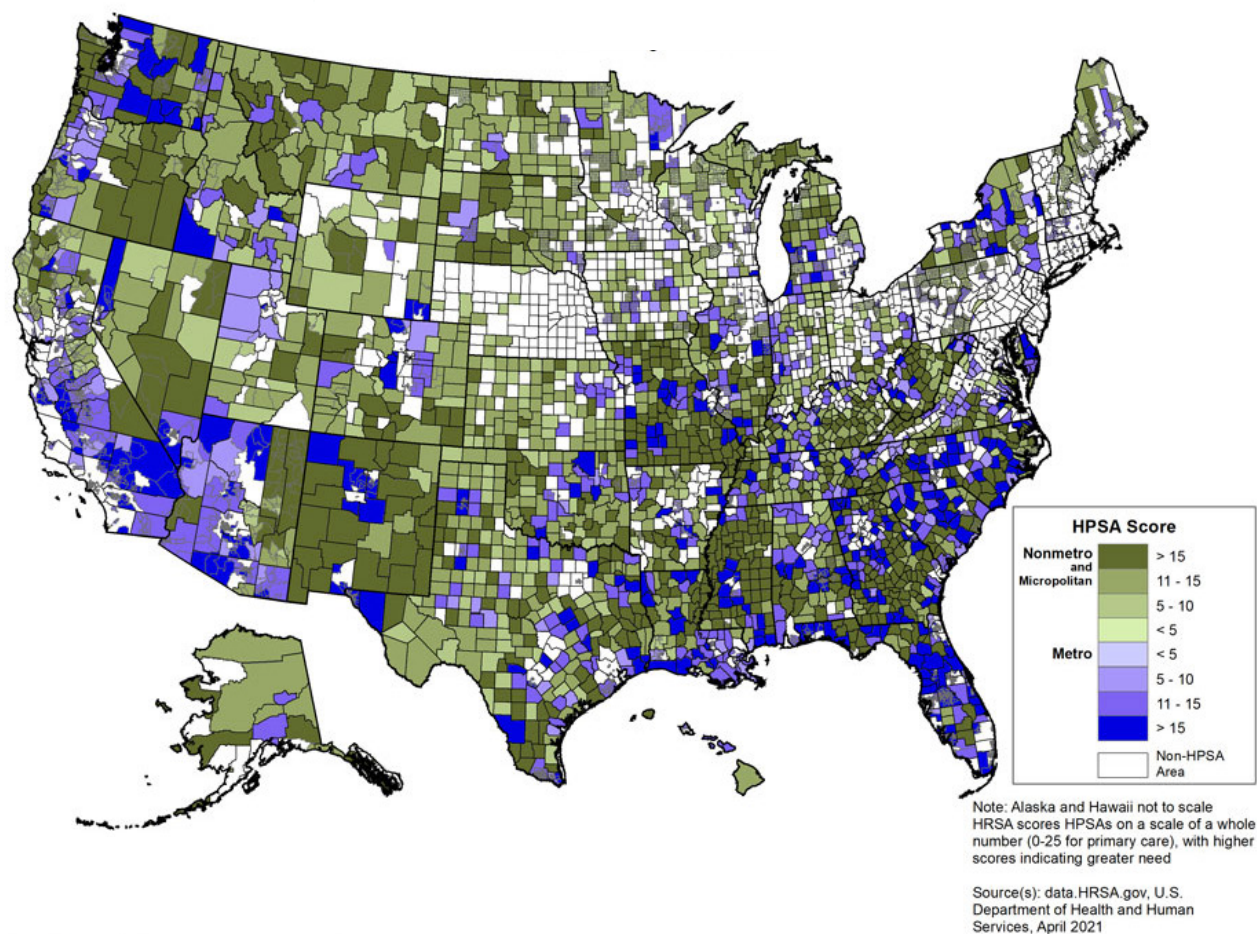 HPSA Score
Nonmetro
and
Micropolitan
> 15
11 - 15
5 - 10
< 5
Metro
< 5
5 - 10
11 - 15
> 15
Non-HPSA
Area
Note: Alaska and Hawaii not to scale
HRSA scores HPSAs on a scale of a whole
number (0-25 for primary care), with higher
scores indicating greater need
Source(s): data.HRSA.gov, U.S.
Department of Health and Human
Services, April 2021